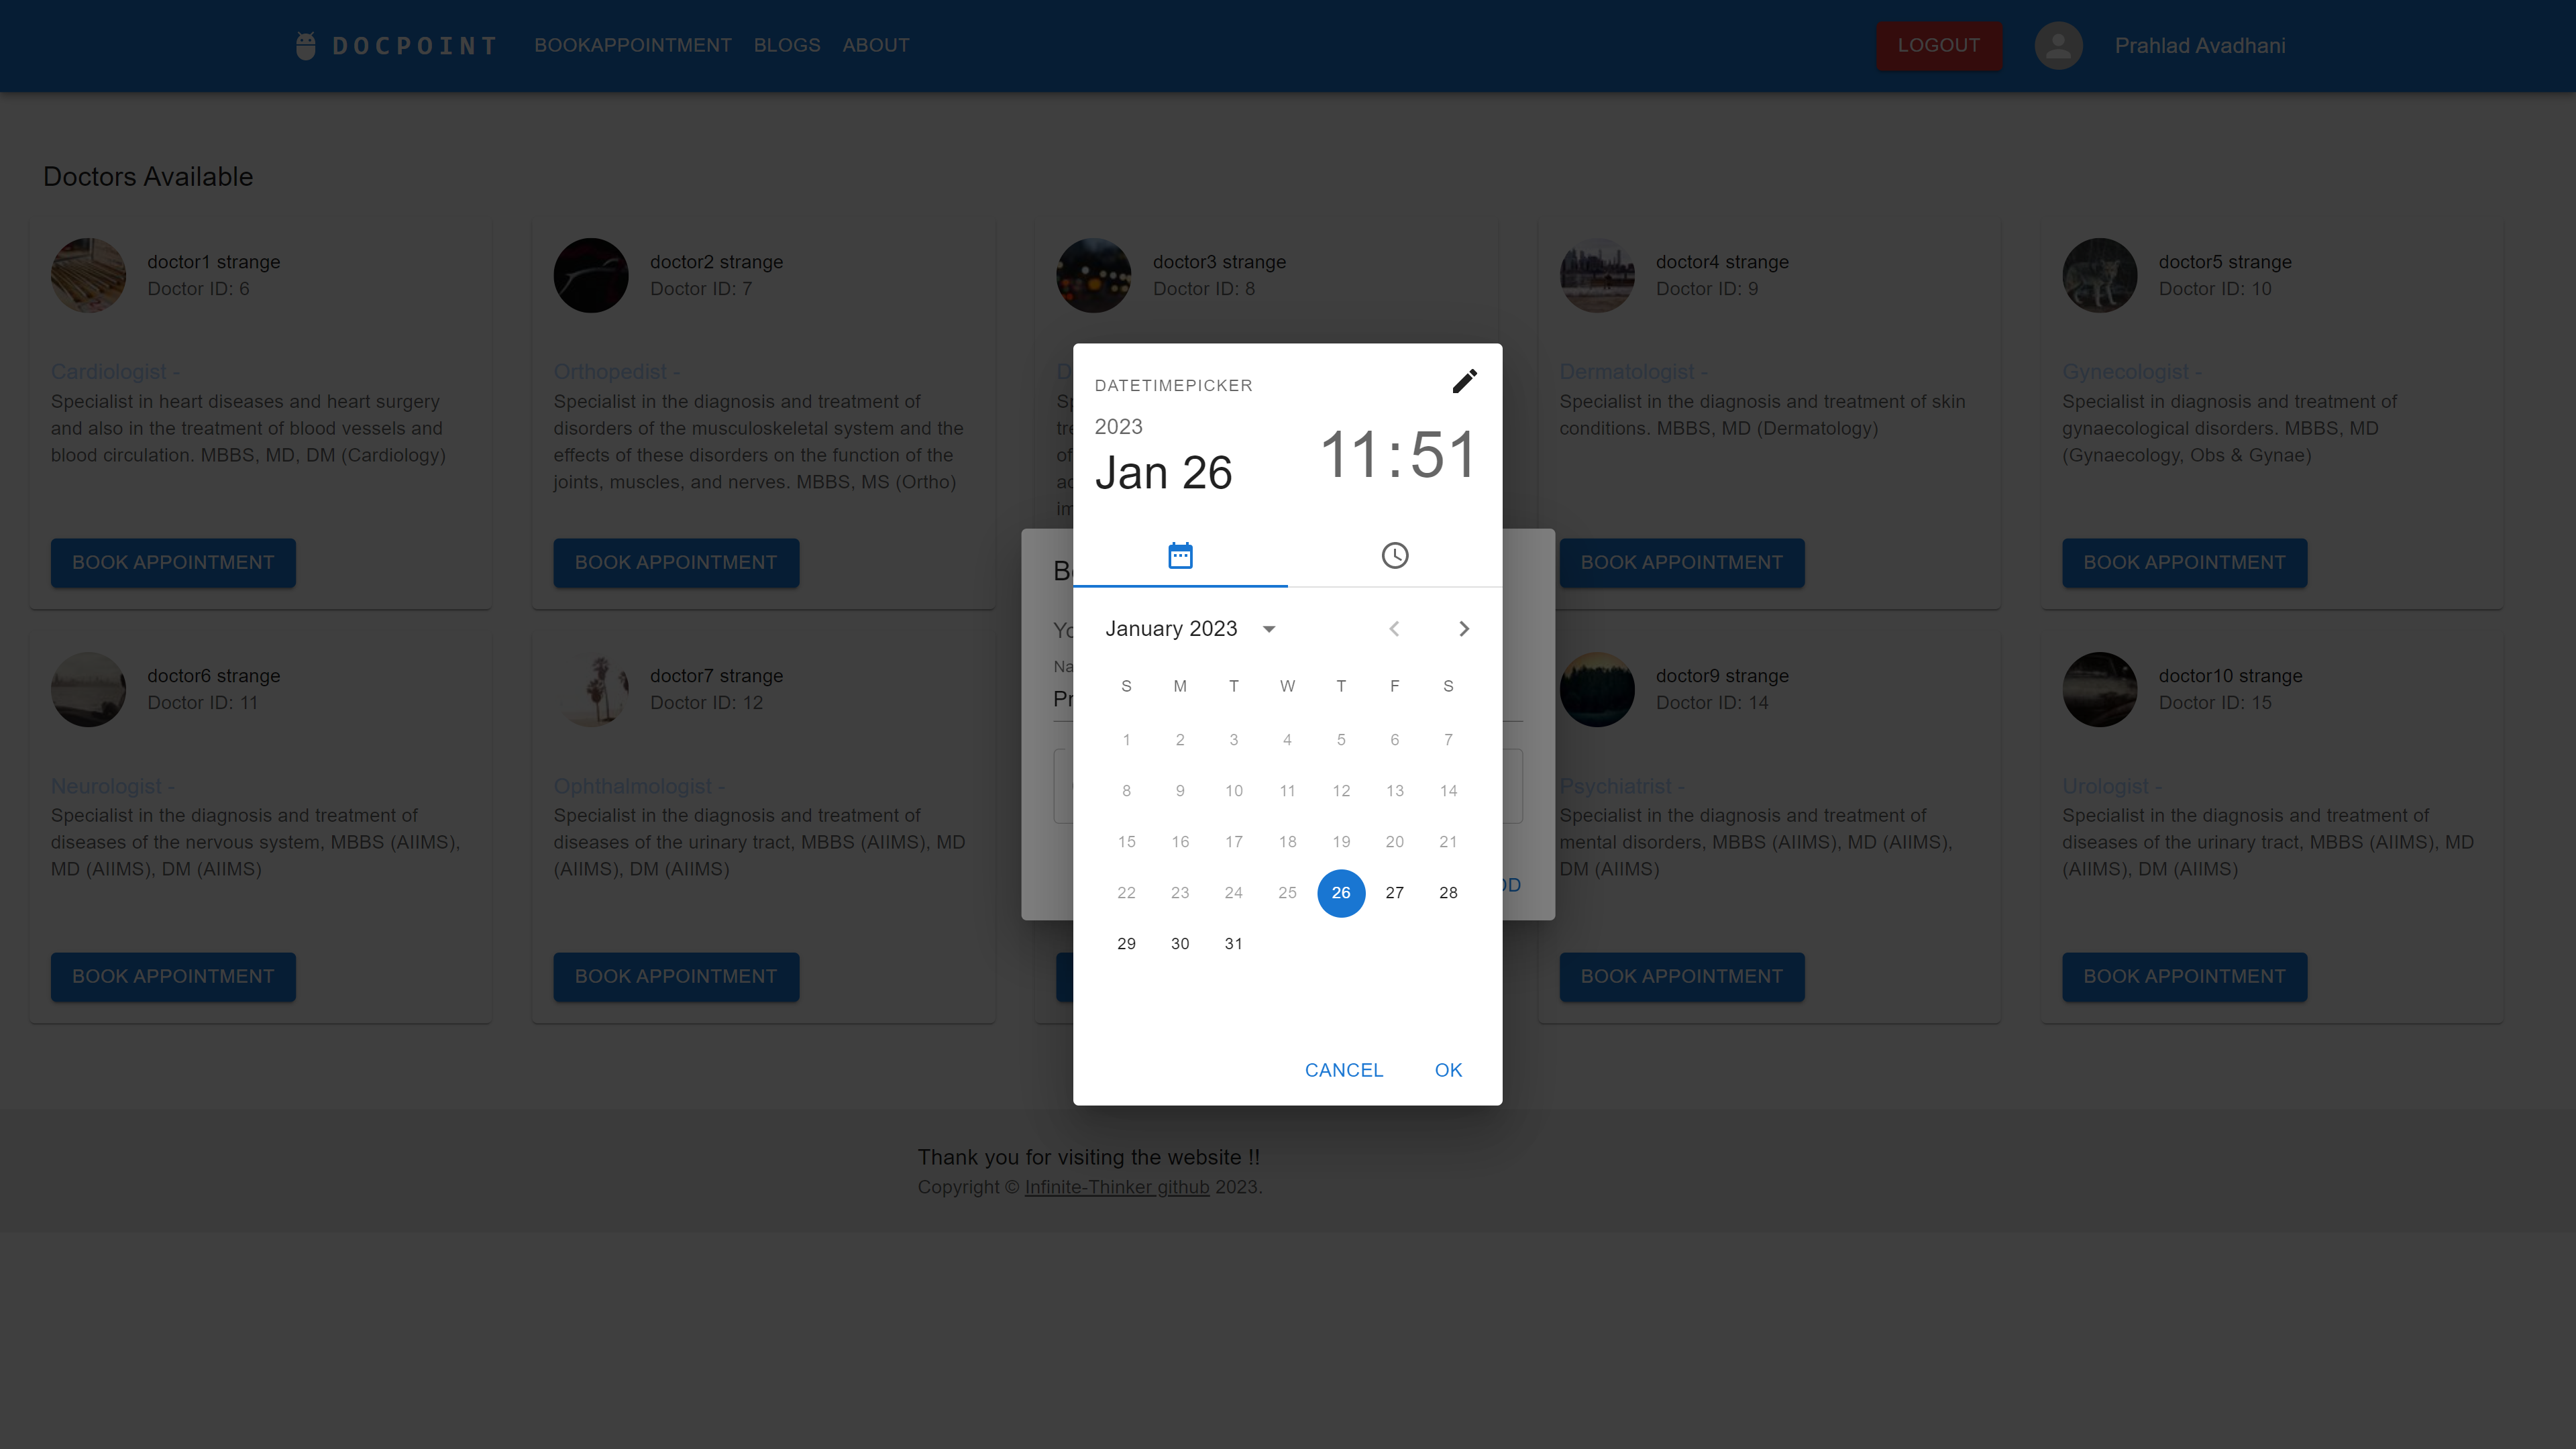 DOCPOINT BOOKAPPOINTMENT BLOGS ABOUT LOGOUT Prahlad Avadhani
Doctors Available
doctor1 strange
Doctor ID: 6
Cardiologist -
Specialist in heart diseases and heart surgery
and also in the treatment of blood vessels and
blood circulation. MBBS, MD, DM (Cardiology)
BOOK APPOINTMENT
doctor2 strange
Doctor ID: 7
Orthopedist -
Specialist in the diagnosis and treatment of
disorders of the musculoskeletal system and the
effects of these disorders on the function of the
joints, muscles, and nerves. MBBS, MS (Ortho)
BOOK APPOINTMENT
doctor3 strange
Doctor ID: 8
doctor4 strange
Doctor ID: 9
Dermatologist -
Specialist in the diagnosis and treatment of skin
conditions. MBBS, MD (Dermatology)
BOOK APPOINTMENT
doctor5 strange
Doctor ID: 10
Gynecologist -
Specialist in diagnosis and treatment of
gynaecological disorders. MBBS, MD
(Gynaecology, Obs & Gynae)
BOOK APPOINTMENT
doctor6 strange
Doctor ID: 11
Neurologist -
Specialist in the diagnosis and treatment of
diseases of the nervous system, MBBS (AIIMS),
MD (AIIMS), DM (AIIMS)
BOOK APPOINTMENT
doctor7 strange
Doctor ID: 12
Ophthalmologist -
Specialist in the diagnosis and treatment of
diseases of the urinary tract, MBBS (AIIMS), MD
(AIIMS), DM (AIIMS)
BOOK APPOINTMENT
doctor9 strange
Doctor ID: 14
Psychiatrist -
Specialist in the diagnosis and treatment of
mental disorders, MBBS (AIIMS), MD (AIIMS),
DM (AIIMS)
BOOK APPOINTMENT
doctor10 strange
Doctor ID: 15
Urologist -
Specialist in the diagnosis and treatment of
diseases of the urinary tract, MBBS (AIIMS), MD
(AIIMS), DM (AIIMS)
BOOK APPOINTMENT
DATETIMEPICKER
2023
Jan 26 11:51
January 2023
S M T W T F S
1 2 3 4 5 6 7
8 9 10 11 12 13 14
15 16 17 18 19 20 21
22 23 24 25 26 27 28
29 30 31
CANCEL OK
Thank you for visiting the website !!
Copyright © Infinite-Thinker github 2023.